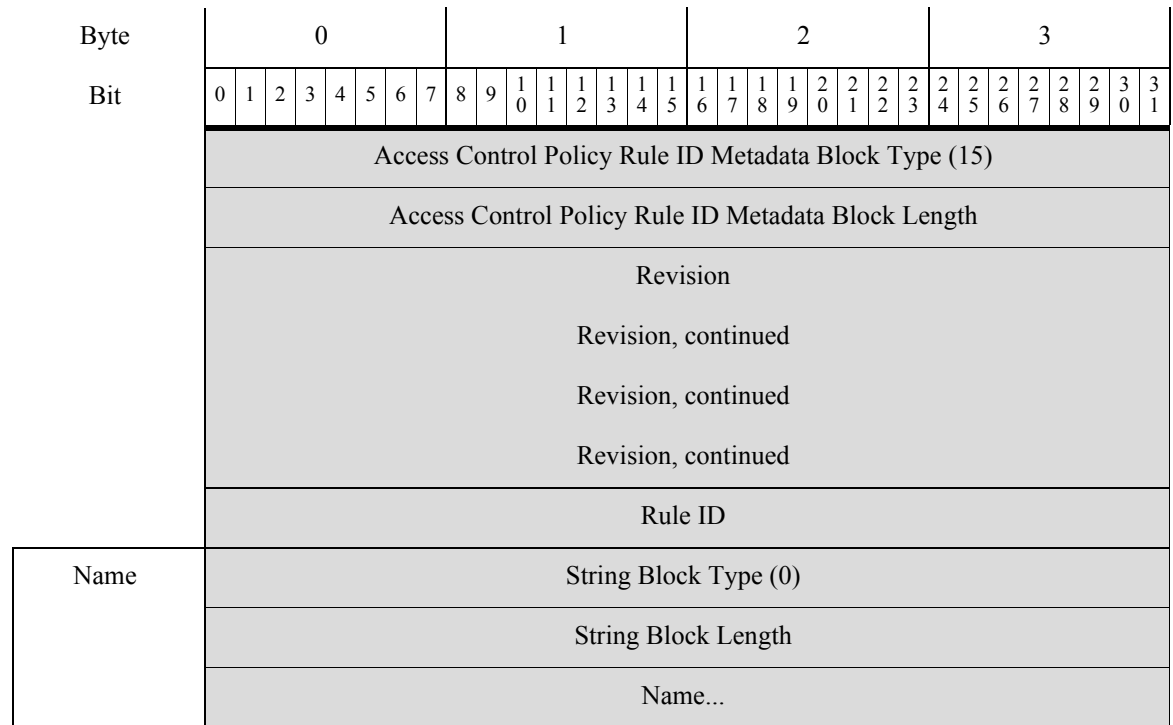 Byte 0 1 2 3
Bit 0 1 2 3 4 5 6 7 8 9 10 11 12 13 14 15 16 17 18 19 20 21 22 23 24 25 26 27 28 29 30 31
Access Control Policy Rule ID Metadata Block Type (15)
Access Control Policy Rule ID Metadata Block Length
Revision
Revision, continued
Revision, continued
Revision, continued
Rule ID
Name String Block Type (0)
String Block Length
Name...